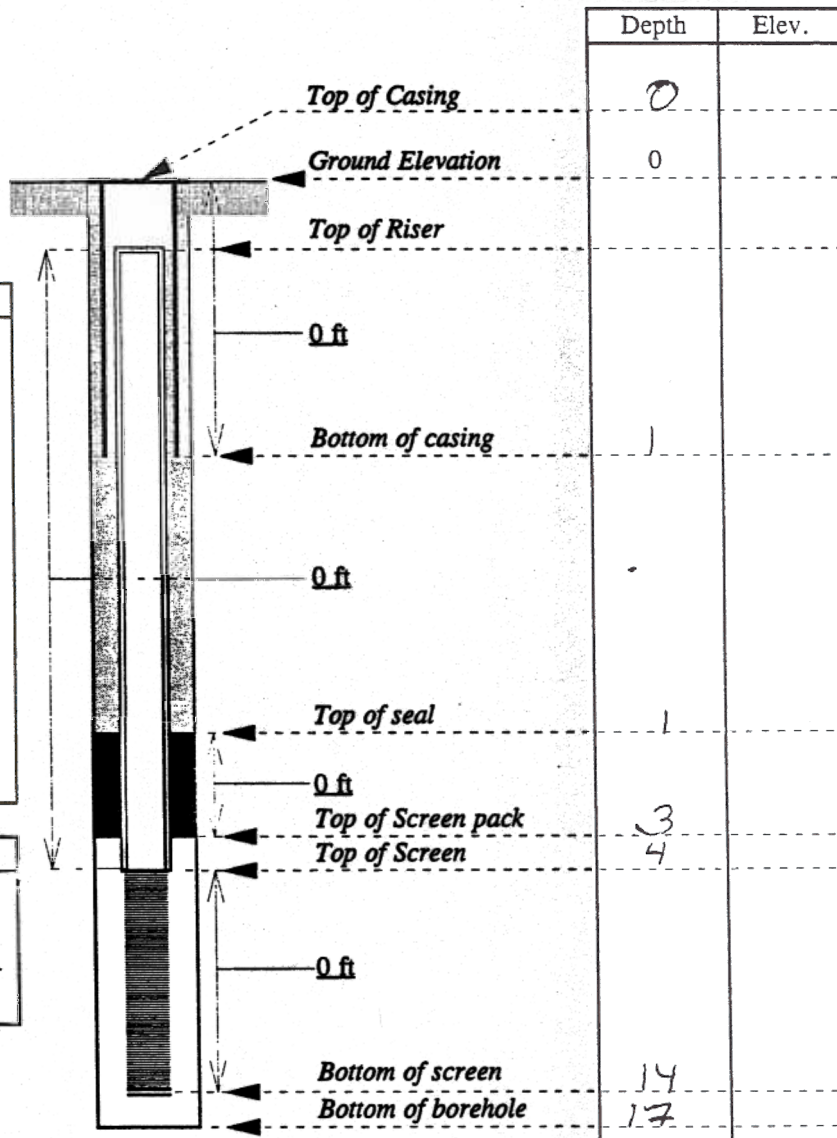 Depth Elev.
Top of Casing 0
Ground Elevation 0
Top of Riser
0 ft
Bottom of casing 1
0 ft
Top of seal 1
0 ft
Top of Screen pack 3
Top of Screen 4
0 ft
Bottom of screen 14
Bottom of borehole 17